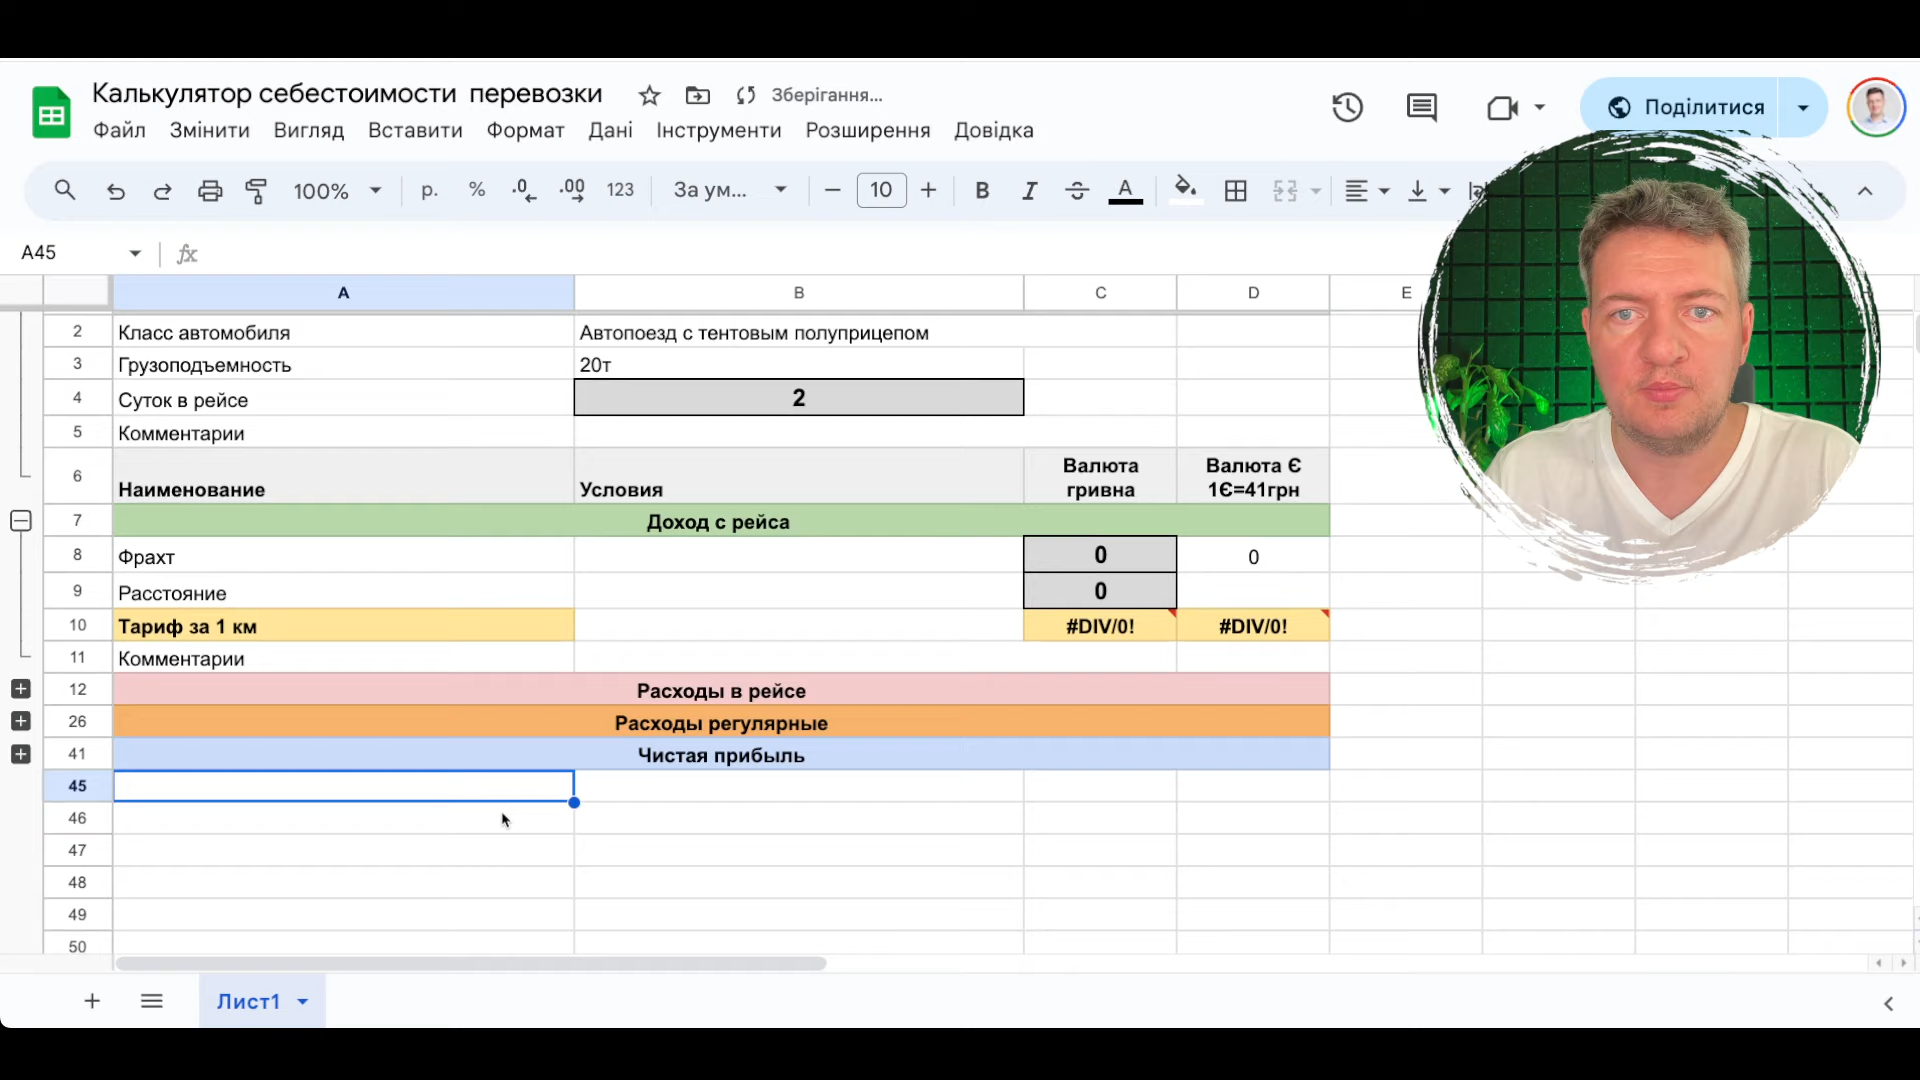 Калькулятор себестоимости перевозки
Зберігання...
Поділитися
Файл Змінити Вигляд Вставити Формат Дані Інструменти Розширення Довідка
100% р. % .0 .00 123 За ум... 10 B I A
A45 fx
A B C D E
2 Класс автомобиля Автопоезд с тентовым полуприцепом
3 Грузоподъемность 20т
4 Суток в рейсе 2
5 Комментарии
6 Наименование Условия Валюта гривна Валюта Є 1Є=41грн
7 Доход с рейса
8 Фрахт 0 0
9 Расстояние 0
10 Тариф за 1 км #DIV/0! #DIV/0!
11 Комментарии
12 Расходы в рейсе
26 Расходы регулярные
41 Чистая прибыль
45
46
47
48
49
50
Лист1